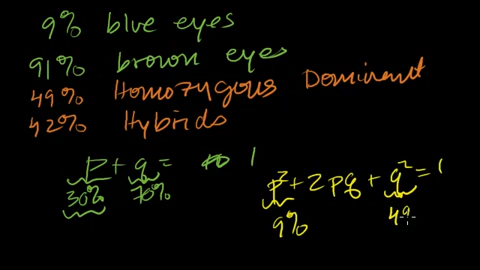 9% blue eyes
91% brown eyes
49% Homozygous Dominant
42% Hybrids
p + q = 1
30% 70%
p² + 2pq + q² = 1
9% 49